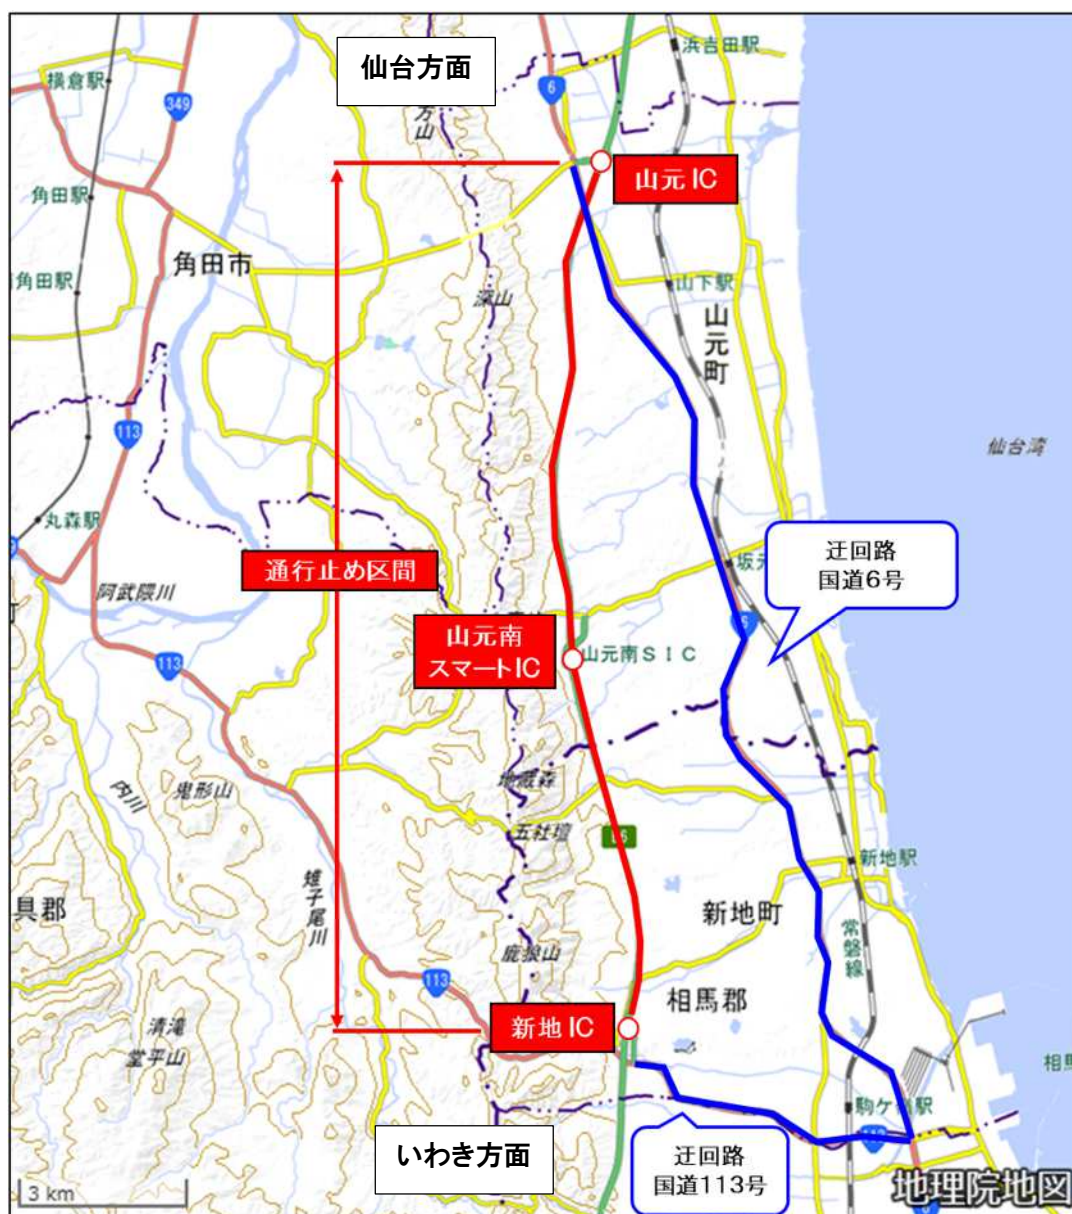 仙台方面
浜吉田駅
横倉駅
6
349
万山
山元 IC
角田駅
角田市
角田駅
深山
山下駅
山元町
113
仙台湾
丸森駅
迂回路
国道6号
通行止め区間
阿武隈川
6
山元南
スマートIC
山元南SIC
113
地蔵森
鬼形山
内川
五社壇
新地駅
雉子尾川
具郡
新地町
常磐線
鹿狼山
113
相馬郡
新地 IC
清滝
堂平山
いわき方面
迂回路
国道113号
3 km
地理院地図